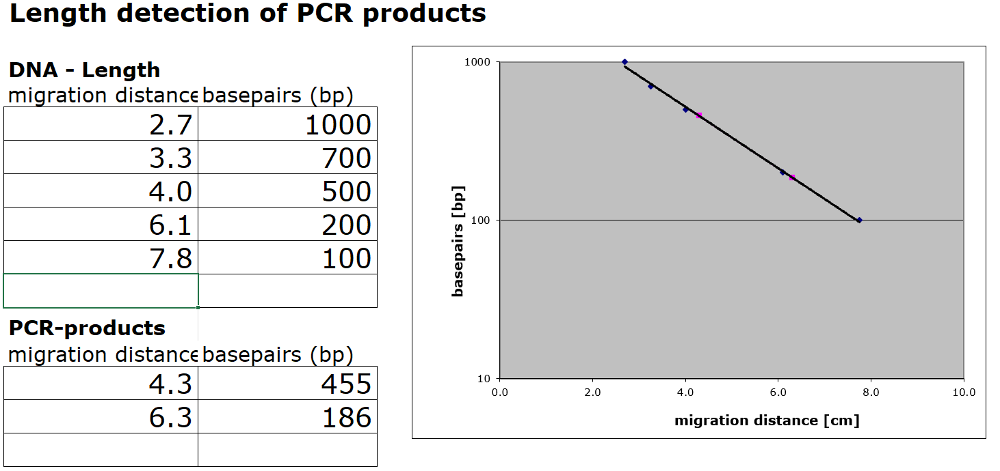 Length detection of PCR products
DNA - Length
migration distance basepairs (bp)
2.7 1000
3.3 700
4.0 500
6.1 200
7.8 100
PCR-products
migration distance basepairs (bp)
4.3 455
6.3 186
1000
100
10
basepairs [bp]
0.0 2.0 4.0 6.0 8.0 10.0
migration distance [cm]